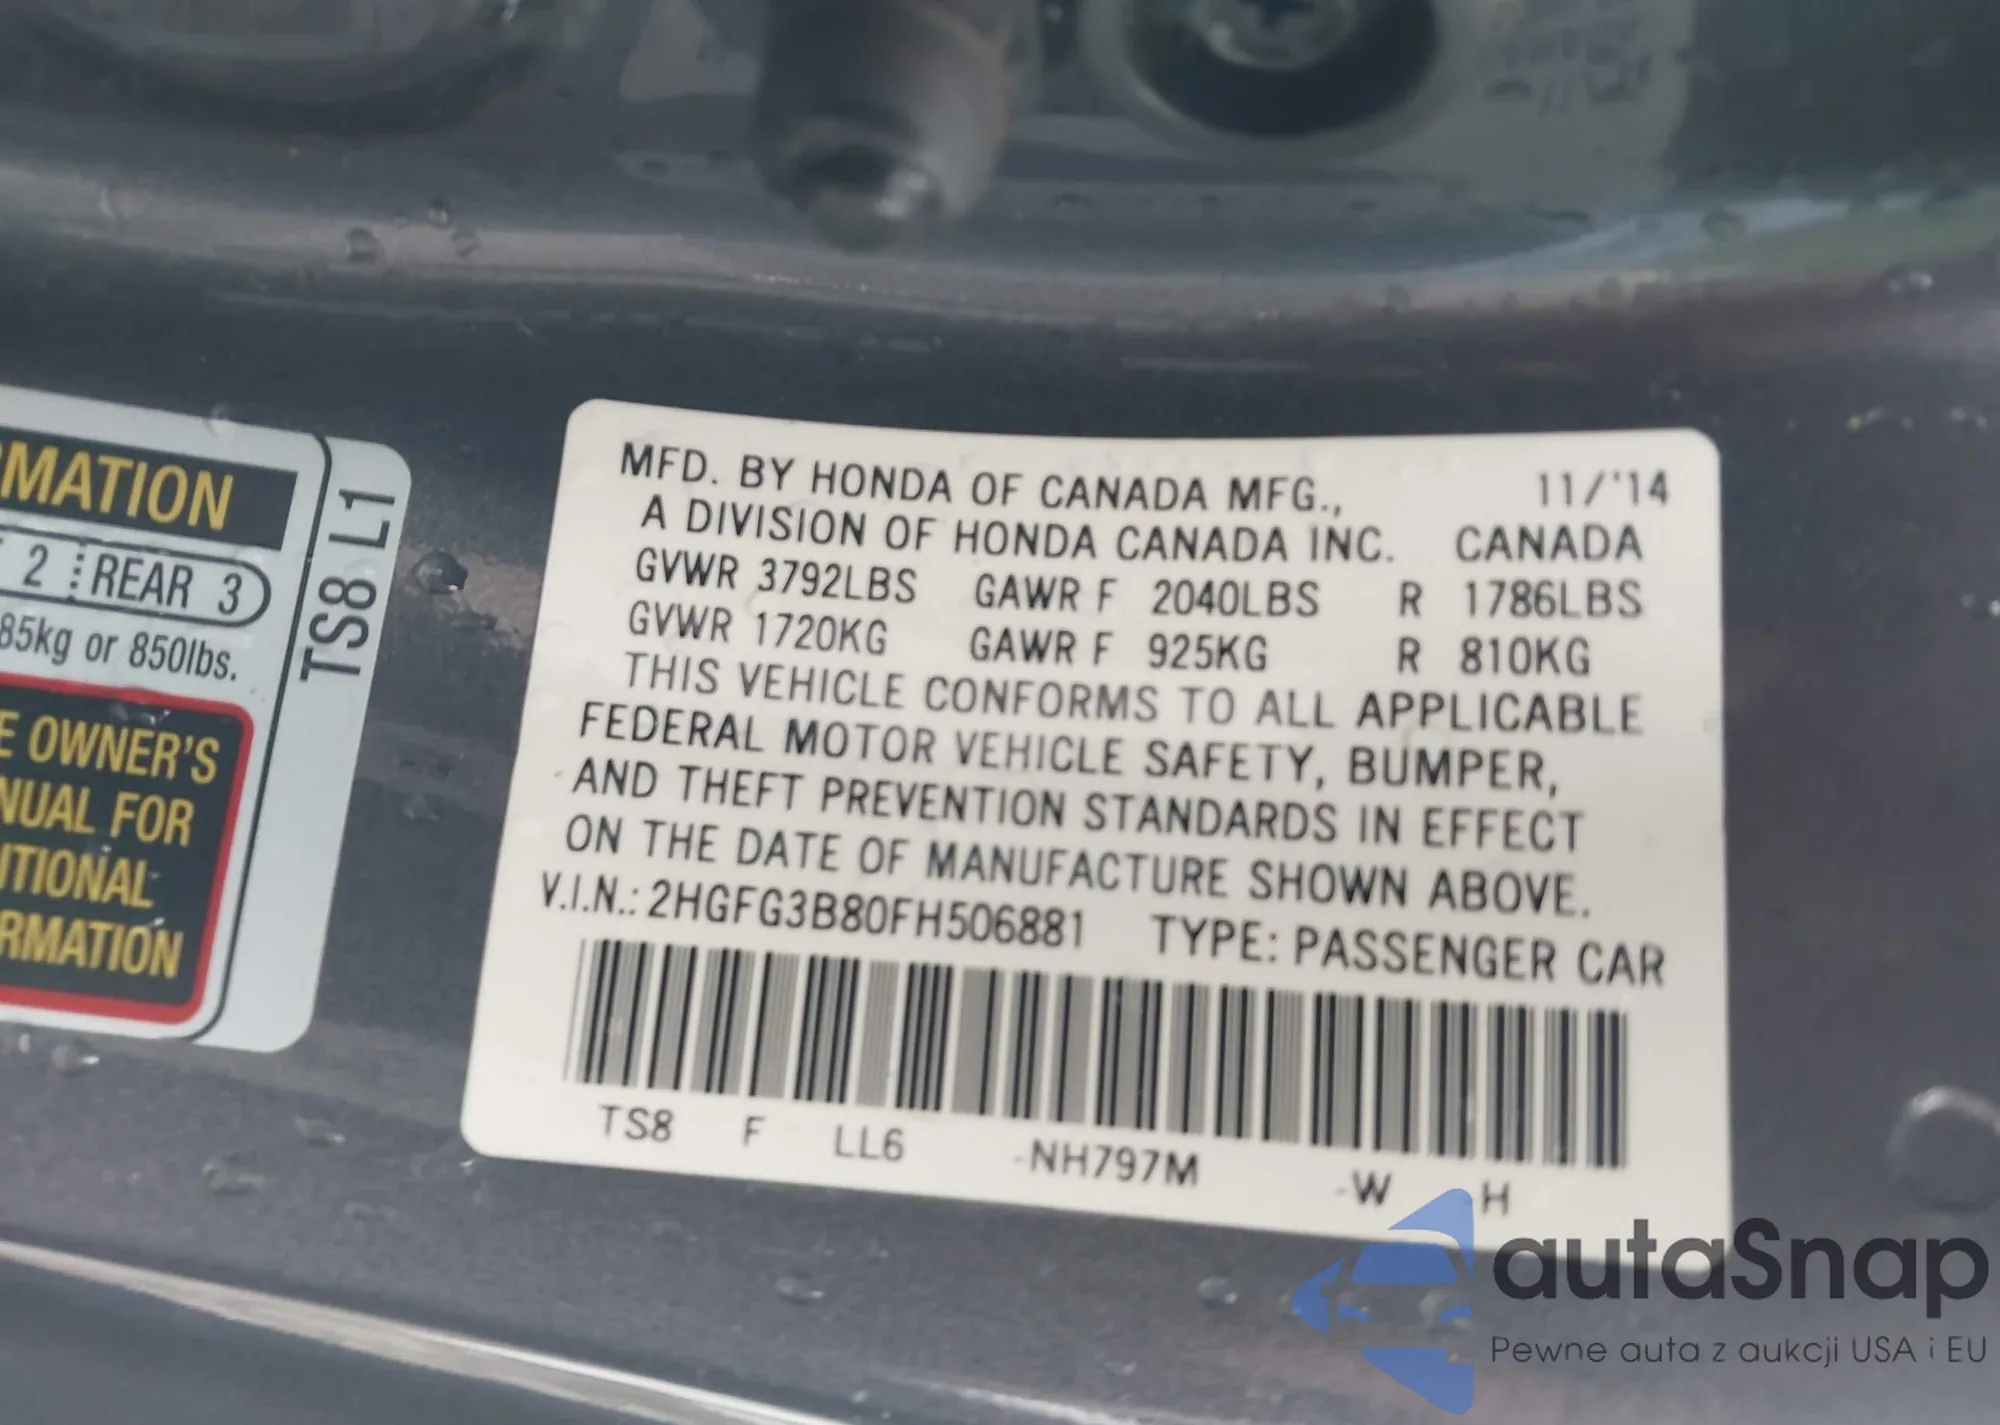 RMATION
2 REAR 3
85kg or 850lbs.
E OWNER'S
NUAL FOR
ITIONAL
RMATION
TS8 L1
MFD. BY HONDA OF CANADA MFG., 11/'14
A DIVISION OF HONDA CANADA INC. CANADA
GVWR 3792LBS GAWR F 2040LBS R 1786LBS
GVWR 1720KG GAWR F 925KG R 810KG
THIS VEHICLE CONFORMS TO ALL APPLICABLE
FEDERAL MOTOR VEHICLE SAFETY, BUMPER,
AND THEFT PREVENTION STANDARDS IN EFFECT
ON THE DATE OF MANUFACTURE SHOWN ABOVE.
V.I.N.: 2HGFG3B80FH506881 TYPE: PASSENGER CAR
TS8 F LL6 -NH797M -W H
autaSnap
Pewne auta z aukcji USA i EU